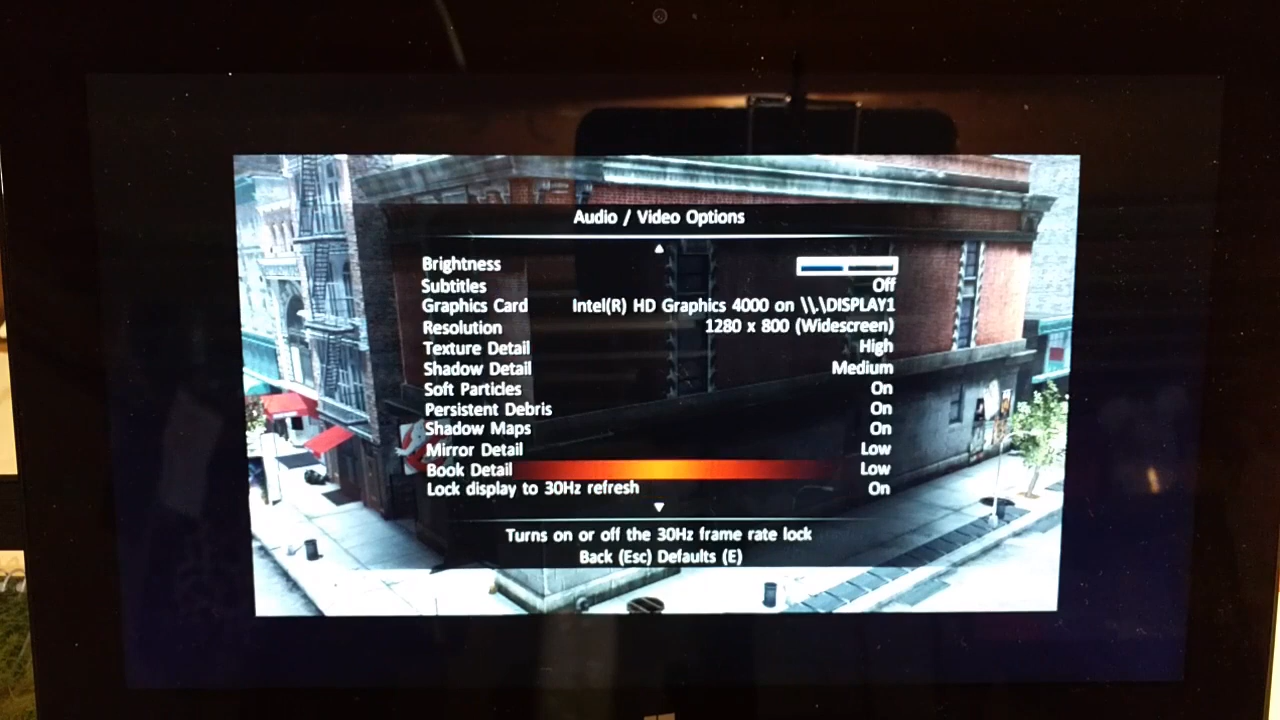 Audio / Video Options
Brightness
Subtitles Off
Graphics Card Intel(R) HD Graphics 4000 on \\.\DISPLAY1
Resolution 1280 x 800 (Widescreen)
Texture Detail High
Shadow Detail Medium
Soft Particles On
Persistent Debris On
Shadow Maps On
Mirror Detail Low
Book Detail Low
Lock display to 30Hz refresh On
Turns on or off the 30Hz frame rate lock
Back (Esc) Defaults (E)